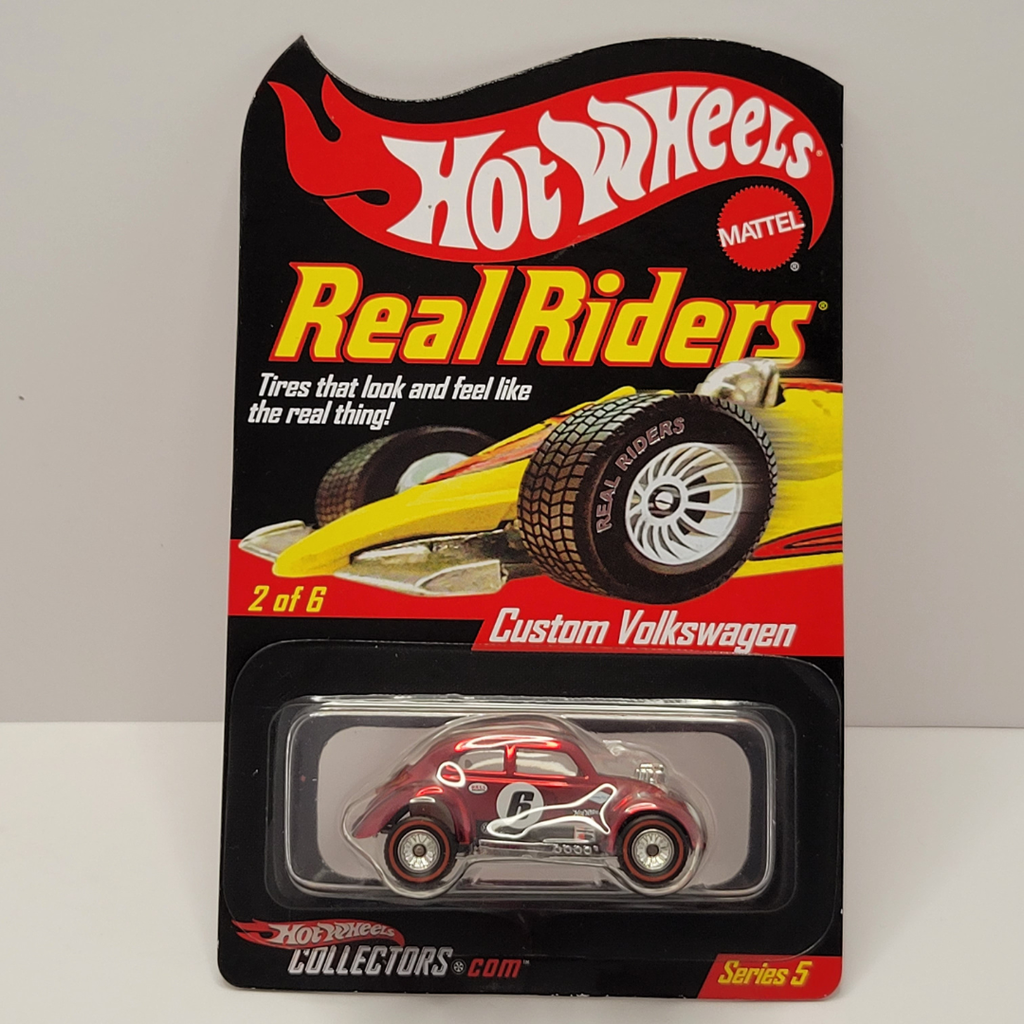 Hot Wheels®
MATTEL
®
Real Riders®
Tires that look and feel like
the real thing!
REAL RIDERS
2 of 6
Custom Volkswagen
6
Hot Wheels
COLLECTORS.COM™
Series 5